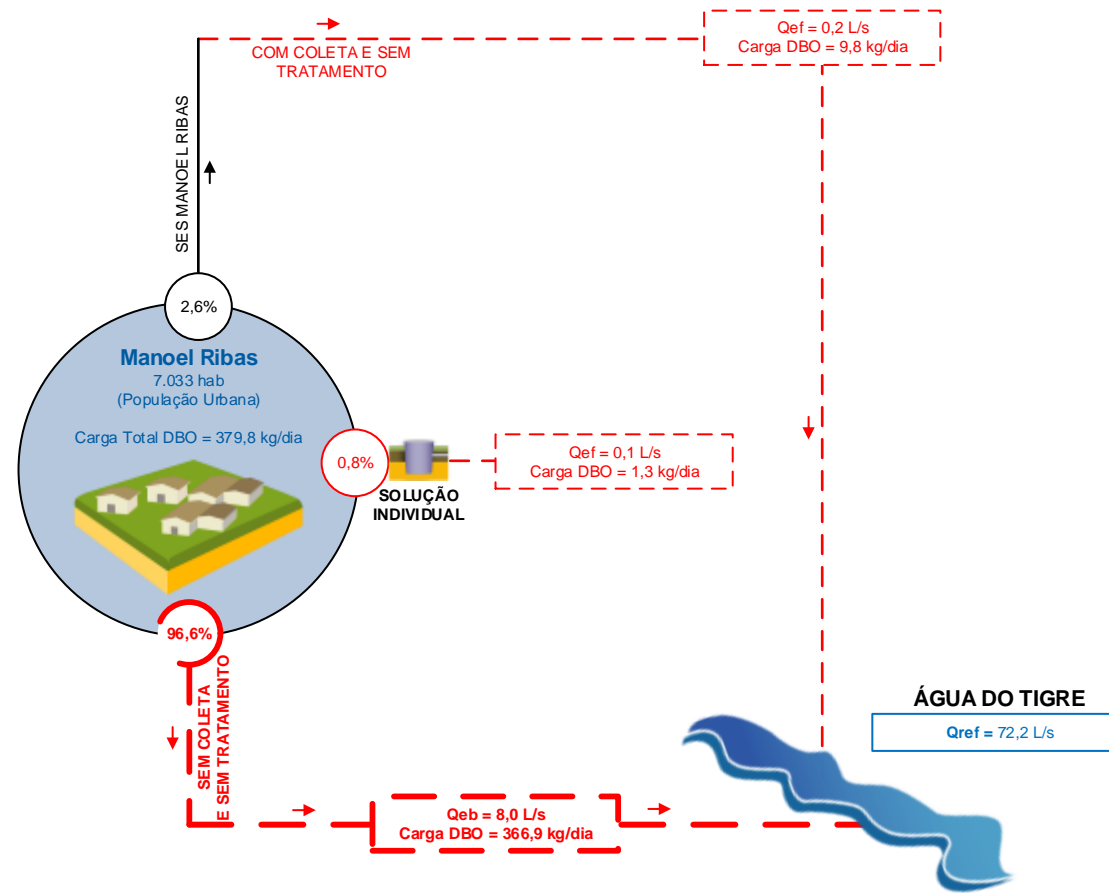 Qef = 0,2 L/s
Carga DBO = 9,8 kg/dia
COM COLETA E SEM
TRATAMENTO
SES MANOEL RIBAS
2,6%
Manoel Ribas
7.033 hab
(População Urbana)
Carga Total DBO = 379,8 kg/dia
0,8%
SOLUÇÃO
INDIVIDUAL
Qef = 0,1 L/s
Carga DBO = 1,3 kg/dia
96,6%
SEM COLETA
E SEM TRATAMENTO
Qeb = 8,0 L/s
Carga DBO = 366,9 kg/dia
ÁGUA DO TIGRE
Qref = 72,2 L/s